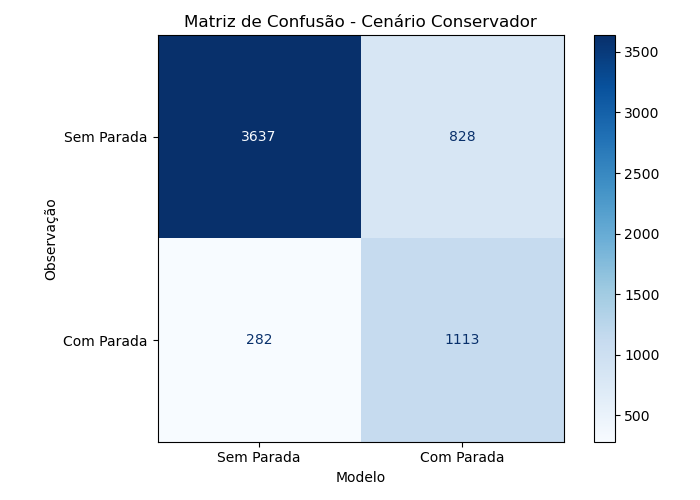 Matriz de Confusão - Cenário Conservador
Observação
Sem Parada
3637
828
Com Parada
282
1113
Sem Parada
Com Parada
Modelo
3500
3000
2500
2000
1500
1000
500